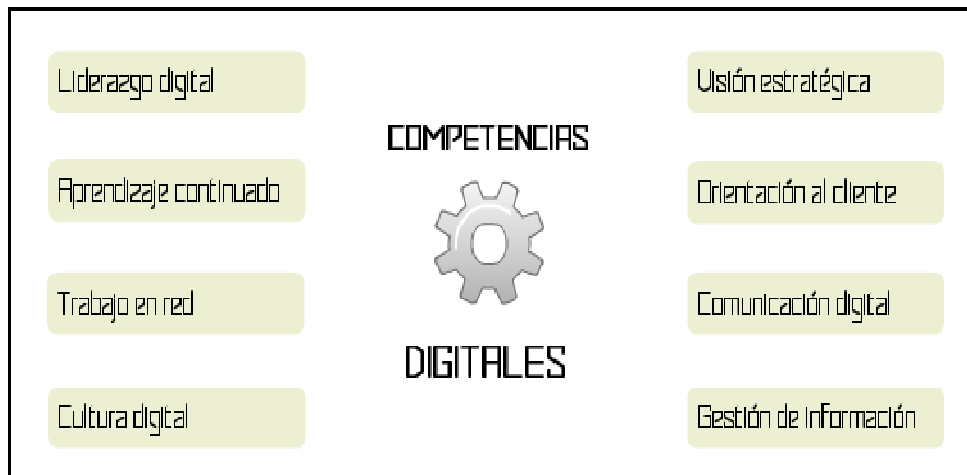 Liderazgo digital
Aprendizaje continuado
Trabajo en red
Cultura digital
COMPETENCIAS
DIGITALES
Visión estratégica
Orientación al cliente
Comunicación digital
Gestión de información